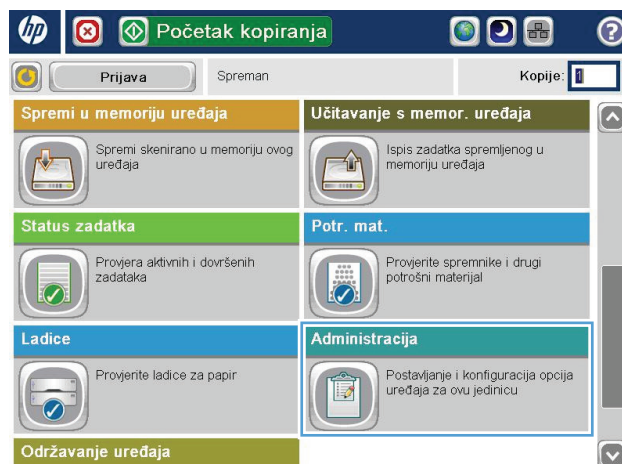 hp
Početak kopiranja
?
Prijava
Spreman
Kopije: 1
Spremi u memoriju uređaja
Spremi skenirano u memoriju ovog
uređaja
Učitavanje s memor. uređaja
Ispis zadatka spremljenog u
memoriju uređaja
Status zadatka
Provjera aktivnih i dovršenih
zadataka
Potr. mat.
Provjerite spremnike i drugi
potrošni materijal
Ladice
Provjerite ladice za papir
Administracija
Postavljanje i konfiguracija opcija
uređaja za ovu jedinicu
Održavanje uređaja